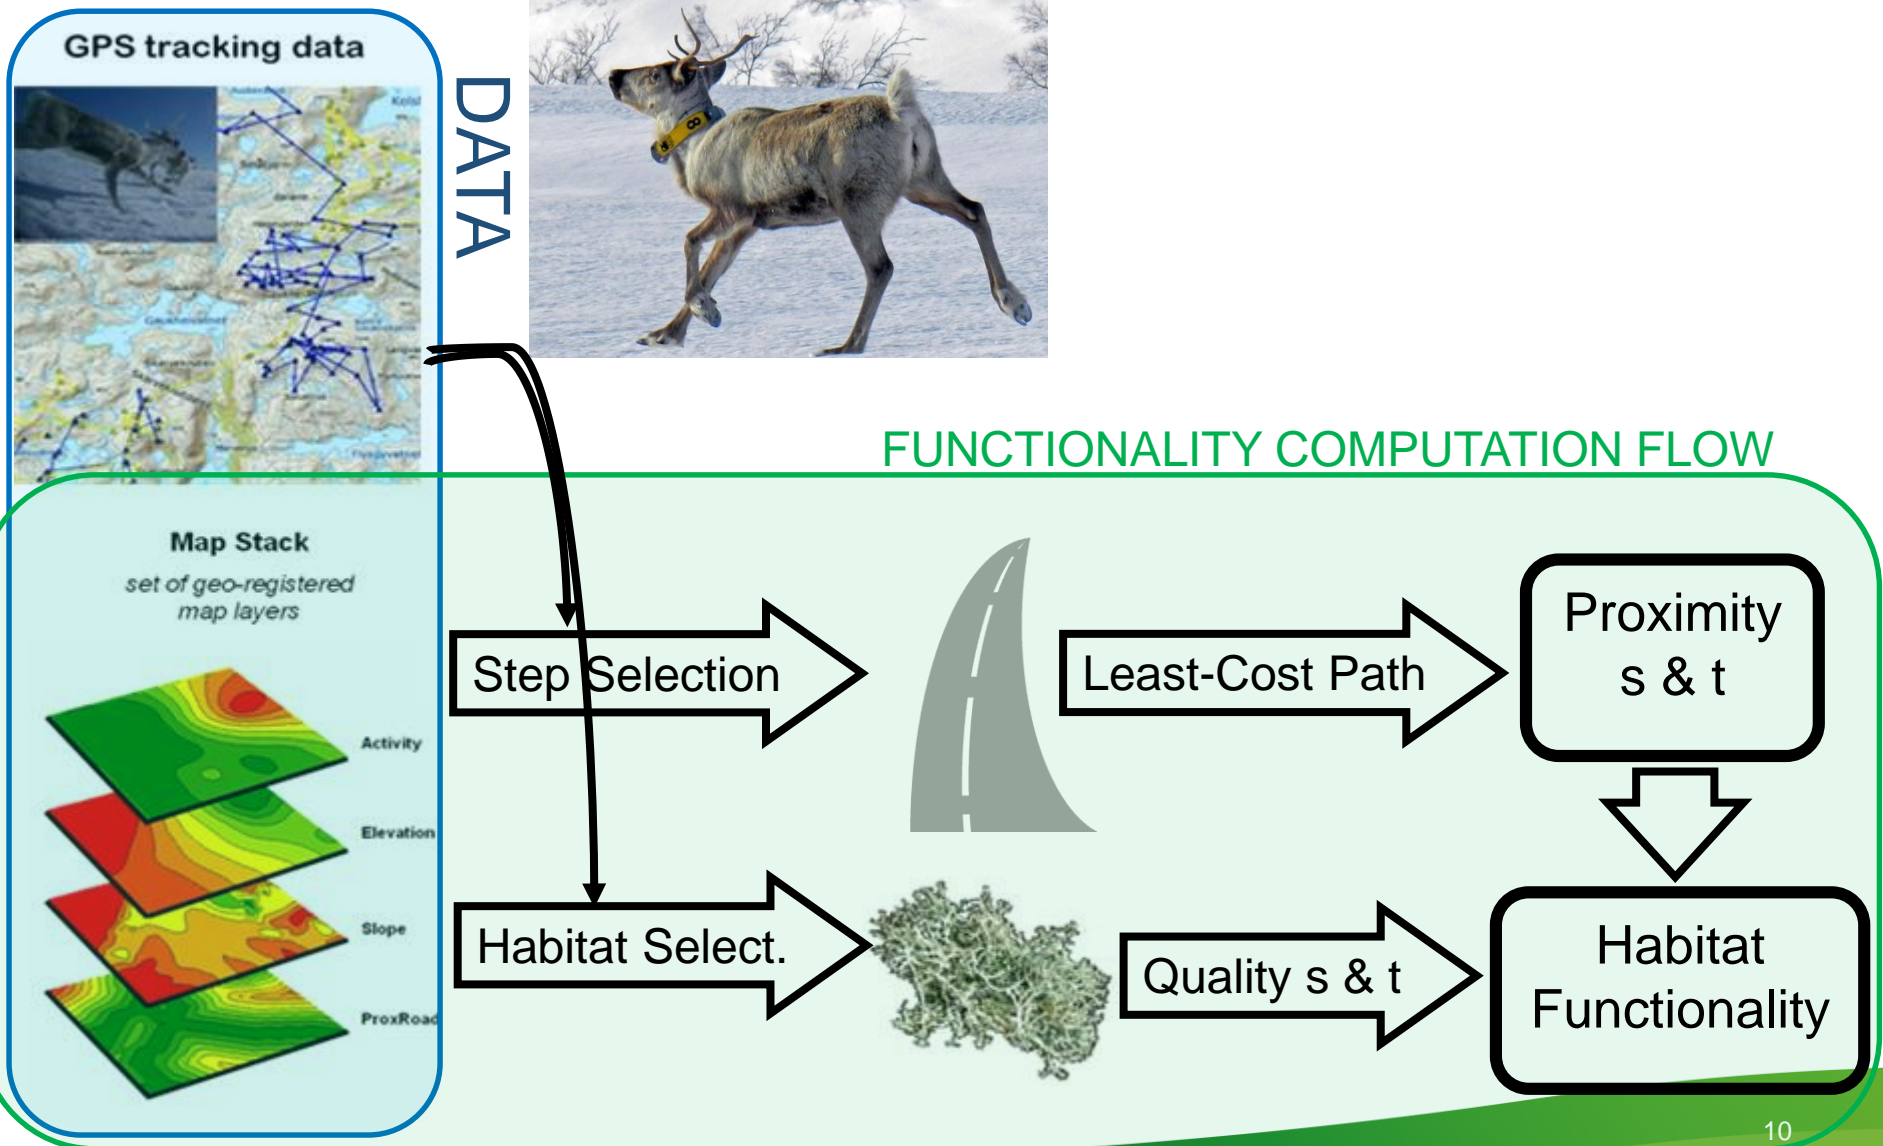 GPS tracking data
DATA
8
FUNCTIONALITY COMPUTATION FLOW
Map Stack
set of geo-registered
map layers
Activity
Elevation
Slope
ProxRoad
Step Selection
Least-Cost Path
Proximity
s & t
Habitat Select.
Quality s & t
Habitat
Functionality
10